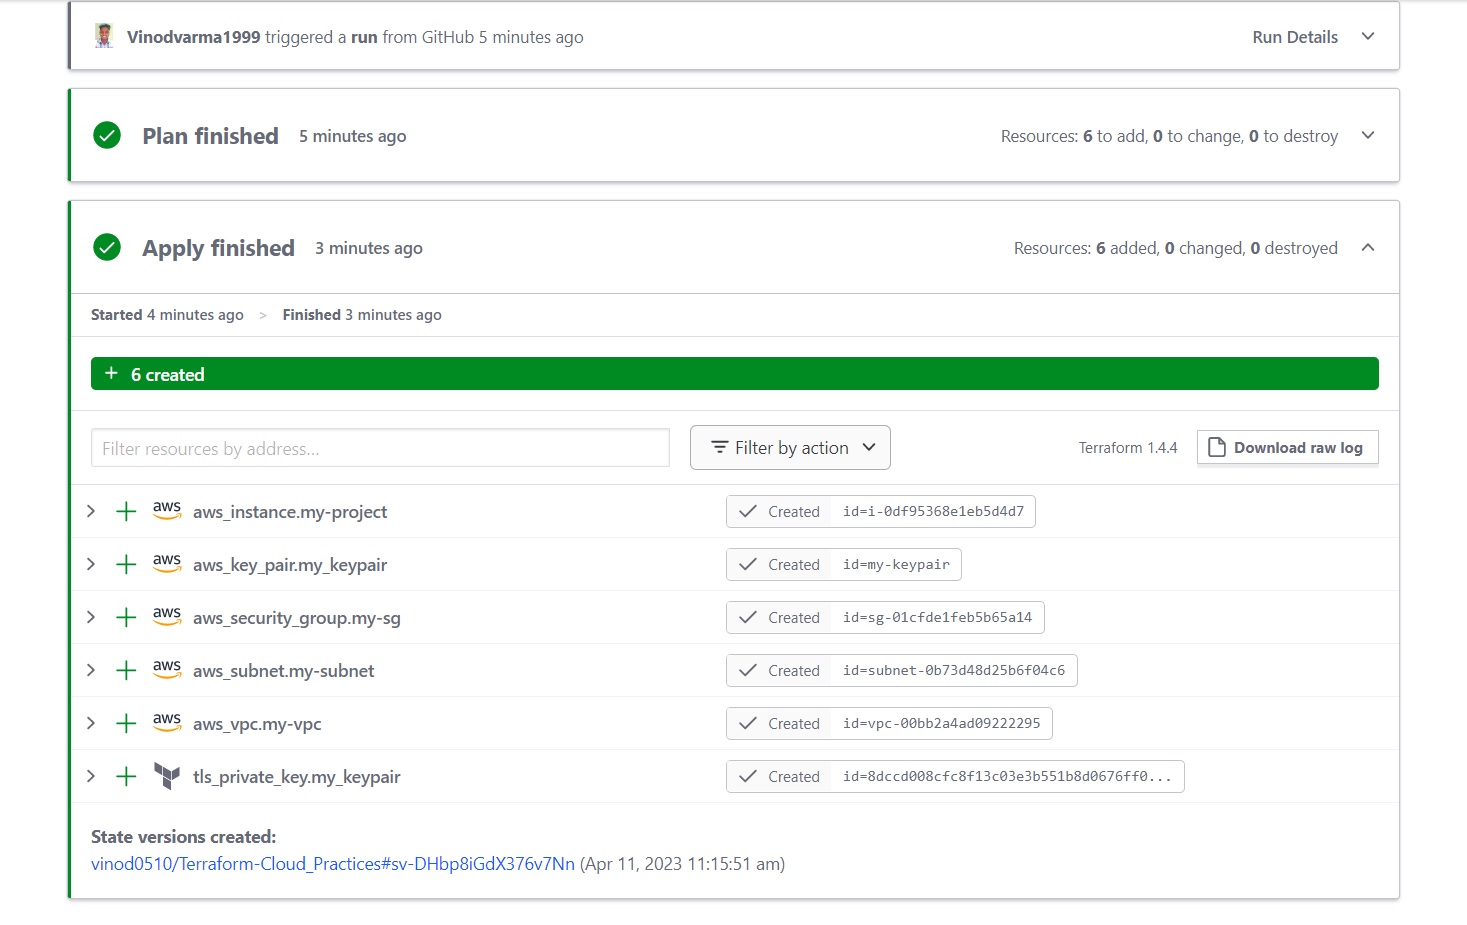 Vinodvarma1999 triggered a run from GitHub 5 minutes ago Run Details
Plan finished 5 minutes ago Resources: 6 to add, 0 to change, 0 to destroy
Apply finished 3 minutes ago Resources: 6 added, 0 changed, 0 destroyed
Started 4 minutes ago > Finished 3 minutes ago
+ 6 created
Filter resources by address... Filter by action Terraform 1.4.4 Download raw log
aws aws_instance.my-project Created id=i-0df95368e1eb5d4d7
aws aws_key_pair.my_keypair Created id=my-keypair
aws aws_security_group.my-sg Created id=sg-01cfde1feb5b65a14
aws aws_subnet.my-subnet Created id=subnet-0b73d48d25b6f04c6
aws aws_vpc.my-vpc Created id=vpc-00bb2a4ad09222295
tls_private_key.my_keypair Created id=8dccd008cfc8f13c03e3b551b8d0676ff0...
State versions created:
vinod0510/Terraform-Cloud_Practices#sv-DHbp8iGdX376v7Nn (Apr 11, 2023 11:15:51 am)